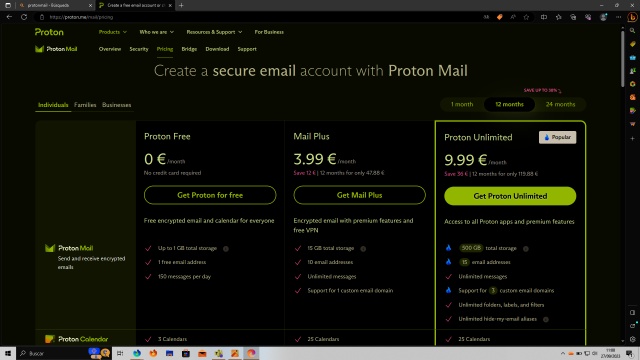 protonmail - Búsqueda
Create a free email account or u
https://proton.me/mail/pricing
Proton
Products
Who we are
Resources & Support
For Business
Proton Mail
Overview
Security
Pricing
Bridge
Download
Support
Create a secure email account with Proton Mail
SAVE UP TO 36%
Individuals
Families
Businesses
1 month
12 months
24 months
Proton Free
0 € /month
No credit card required
Get Proton for free
Free encrypted email and calendar for everyone
Mail Plus
3.99 € /month
Save 12 € | 12 months for only 47.88 €
Get Mail Plus
Encrypted email with premium features and
free VPN
Proton Unlimited
Popular
9.99 € /month
Save 36 € | 12 months for only 119.88 €
Get Proton Unlimited
Access to all Proton apps and premium features
Proton Mail
Send and receive encrypted
emails
Up to 1 GB total storage
1 free email address
150 messages per day
15 GB total storage
10 email addresses
Unlimited messages
Support for 1 custom email domain
500 GB total storage
15 email addresses
Unlimited messages
Support for 3 custom email domains
Unlimited folders, labels, and filters
Unlimited hide-my-email aliases
Proton Calendar
3 Calendars
25 Calendars
25 Calendars
Buscar